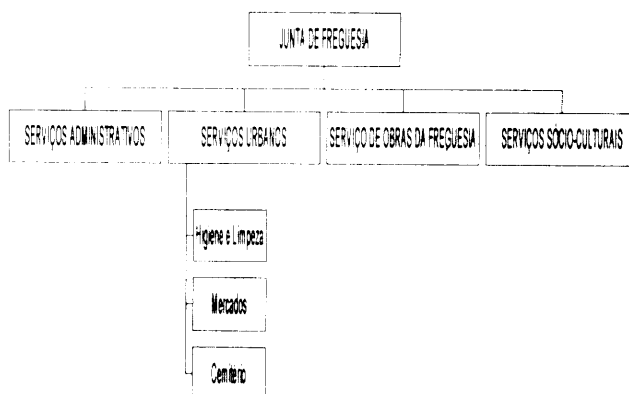 JUNTA DE FREGUESIA
SERVIÇOS ADMINISTRATIVOS
SERVIÇOS URBANOS
SERVIÇO DE OBRAS DA FREGUESIA
SERVIÇOS SÓCIO-CULTURAIS
Higiene e Limpeza
Mercados
Cemitério